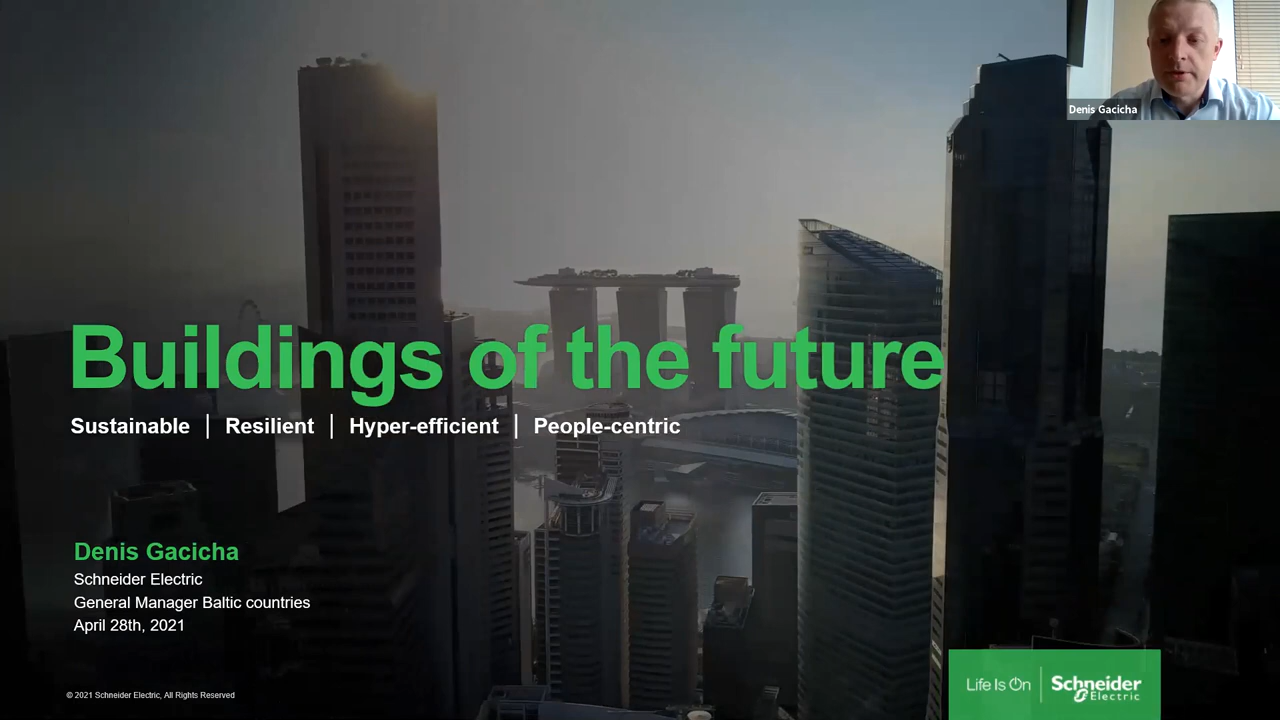 Denis Gacicha
Buildings of the future
Sustainable | Resilient | Hyper-efficient | People-centric
Denis Gacicha
Schneider Electric
General Manager Baltic countries
April 28th, 2021
© 2021 Schneider Electric, All Rights Reserved
Life Is On | Schneider
Electric